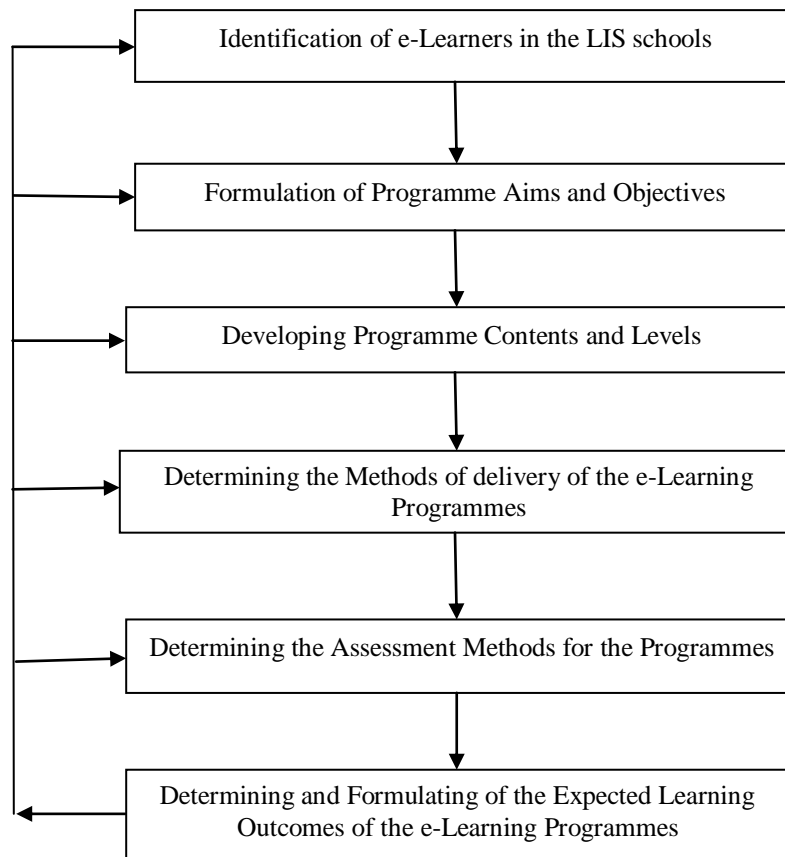 Identification of e-Learners in the LIS schools
Formulation of Programme Aims and Objectives
Developing Programme Contents and Levels
Determining the Methods of delivery of the e-Learning
Programmes
Determining the Assessment Methods for the Programmes
Determining and Formulating of the Expected Learning
Outcomes of the e-Learning Programmes